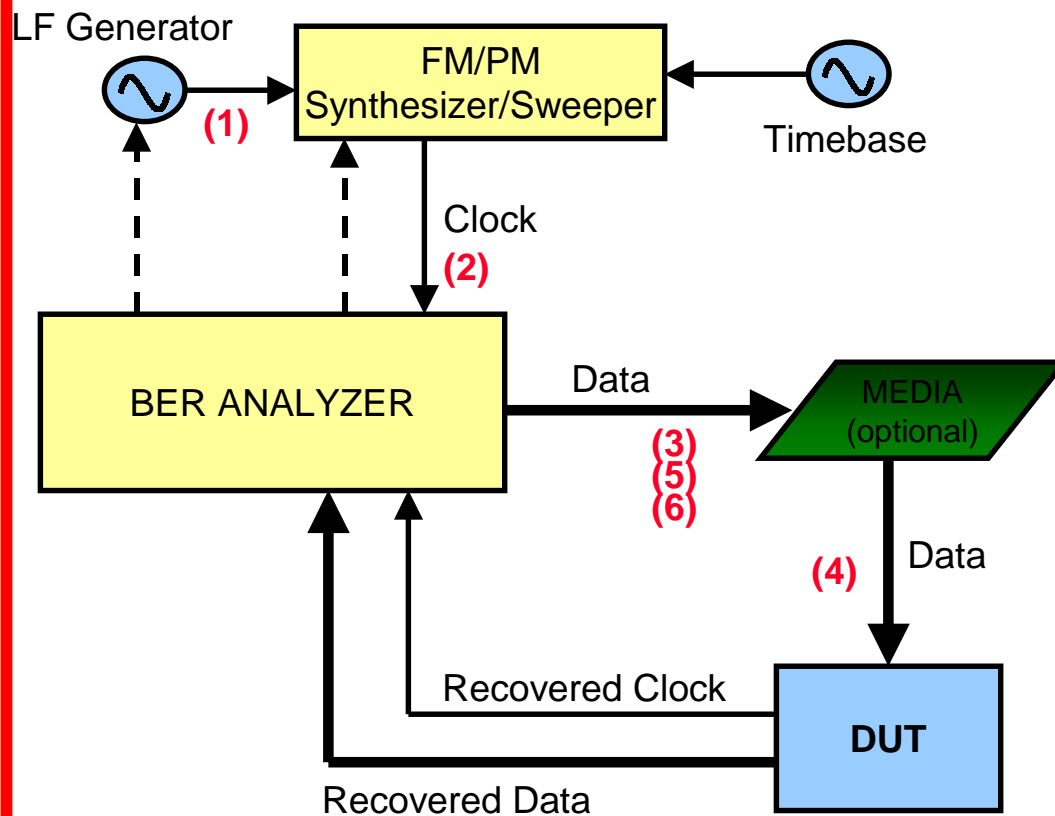 LF Generator
FM/PM
Synthesizer/Sweeper
(1)
Timebase
Clock
(2)
BER ANALYZER
Data
MEDIA
(optional)
(3)
(5)
(6)
(4)
Data
Recovered Clock
DUT
Recovered Data